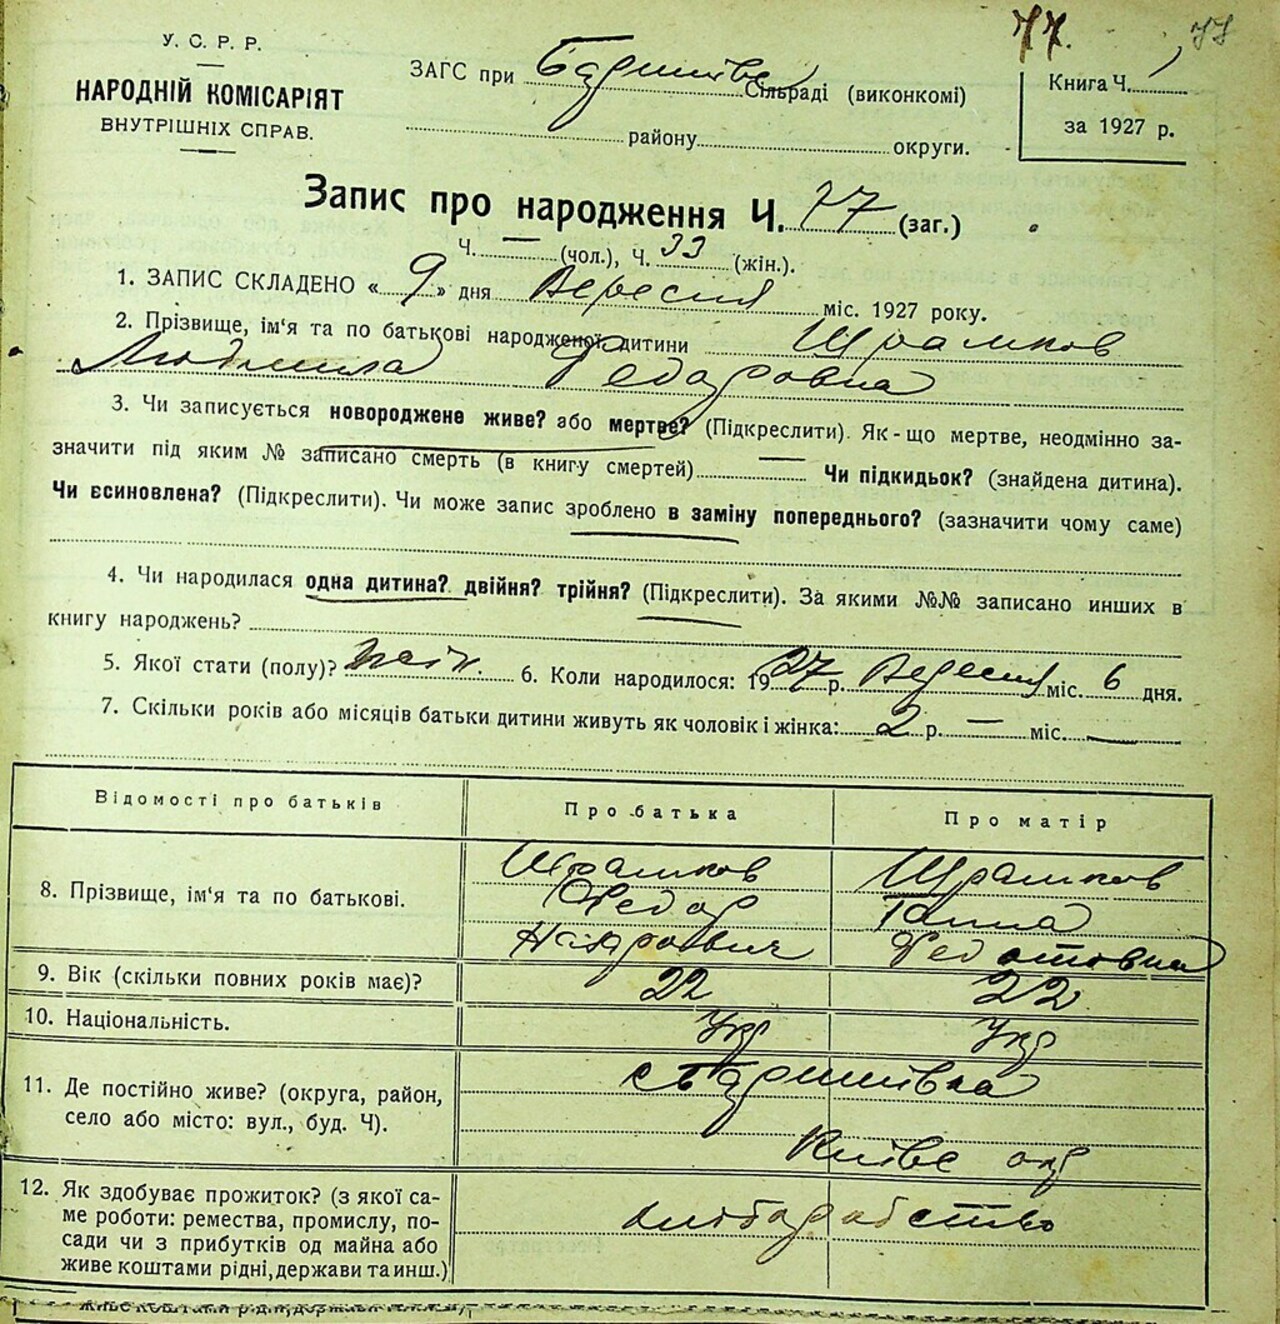 77. 77
У. С. Р. Р.
НАРОДНІЙ КОМІСАРІЯТ
ВНУТРІШНІХ СПРАВ.
ЗАГС при Баришівс Сільраді (виконкомі)
району округи.
Книга Ч.
за 1927 р.
Запис про народження Ч. 77 (заг.)
Ч. — (чол.), Ч. 33 (жін.).
1. ЗАПИС СКЛАДЕНО « 9 » дня Вересня міс. 1927 року.
2. Прізвище, ім'я та по батькові народженої дитини Шрамков
Людмила Федоровна
3. Чи записується новороджене живе? або мертве? (Підкреслити). Як-що мертве, неодмінно за-
значити під яким № записано смерть (в книгу смертей) — Чи підкидьок? (знайдена дитина).
Чи всиновлена? (Підкреслити). Чи може запис зроблено в заміну попереднього? (зазначити чому саме)
4. Чи народилася одна дитина? двійня? трійня? (Підкреслити). За якими №№ записано инших в
книгу народжень?
5. Якої стати (полу)? жін. 6. Коли народилося: 1927 р. Вересня міс. 6 дня.
7. Скільки років або місяців батьки дитини живуть як чоловік і жінка: 2 р. — міс. —
Відомості про батьків Про батька Про матір
8. Прізвище, ім'я та по батькові. Шрамков Шрамков
Федор Ганна
Федотовна
9. Вік (скільки повних років має)? 22 22
10. Національність. Укр Укр
11. Де постійно живе? (округа, район, с Баришівка
село або місто: вул., буд. Ч). Київс окр
12. Як здобуває прожиток? (з якої са-
ме роботи: ремества, промислу, по- хліборобство
сади чи з прибутків од майна або
живе коштами рідні, держави та инш.)